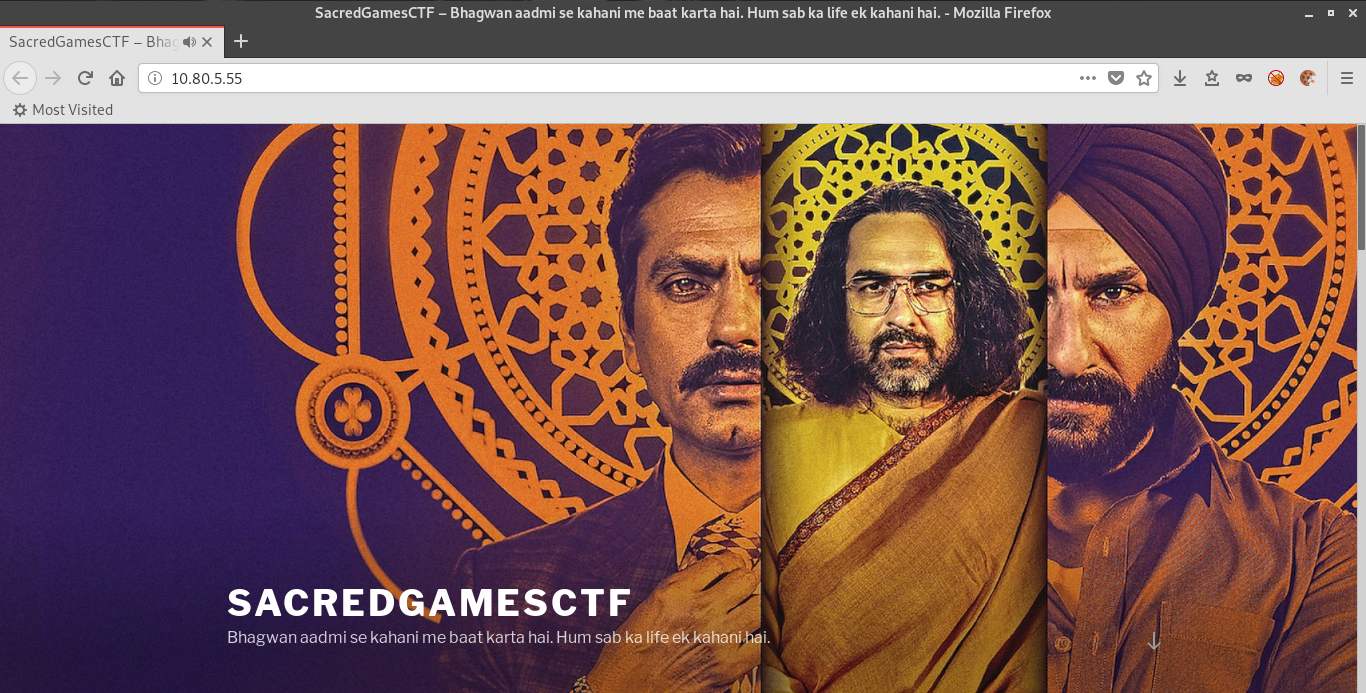 SacredGamesCTF – Bhagwan aadmi se kahani me baat karta hai. Hum sab ka life ek kahani hai. - Mozilla Firefox
SacredGamesCTF – Bhag
10.80.5.55
Most Visited
SACREDGAMESCTF
Bhagwan aadmi se kahani me baat karta hai. Hum sab ka life ek kahani hai.